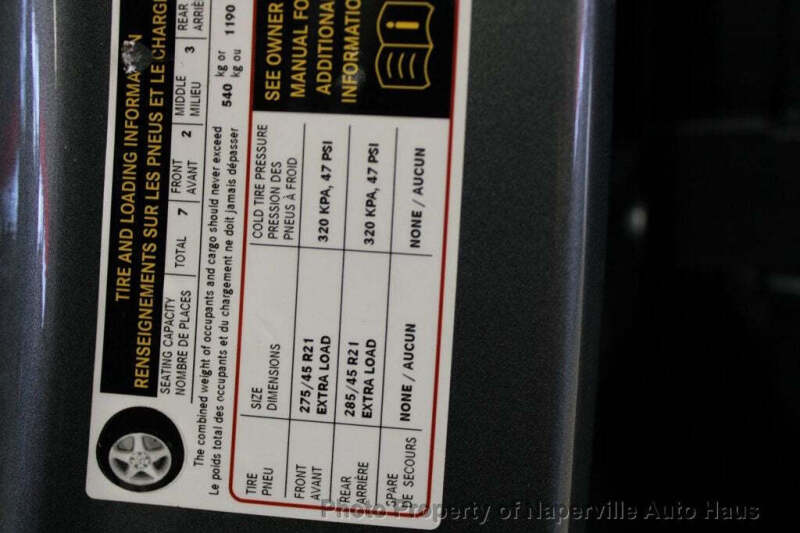 TIRE AND LOADING INFORMATION
RENSEIGNEMENTS SUR LES PNEUS ET LE CHARGE
SEATING CAPACITY
NOMBRE DE PLACES
TOTAL 7
FRONT
AVANT
2
MIDDLE
MILIEU
3
REAR
ARRIÈ
The combined weight of occupants and cargo should never exceed 540 kg or 1190
Le poids total des occupants et du chargement ne doit jamais dépasser kg ou
TIRE
PNEU
SIZE
DIMENSIONS
COLD TIRE PRESSURE
PRESSION DES
PNEUS À FROID
SEE OWNER
MANUAL FO
ADDITIONA
INFORMATIO
FRONT
AVANT
275/45 R21
EXTRA LOAD
320 KPA, 47 PSI
REAR
ARRIÈRE
285/45 R21
EXTRA LOAD
320 KPA, 47 PSI
SPARE
DE SECOURS
NONE / AUCUN
NONE / AUCUN
Photo Property of Naperville Auto Haus